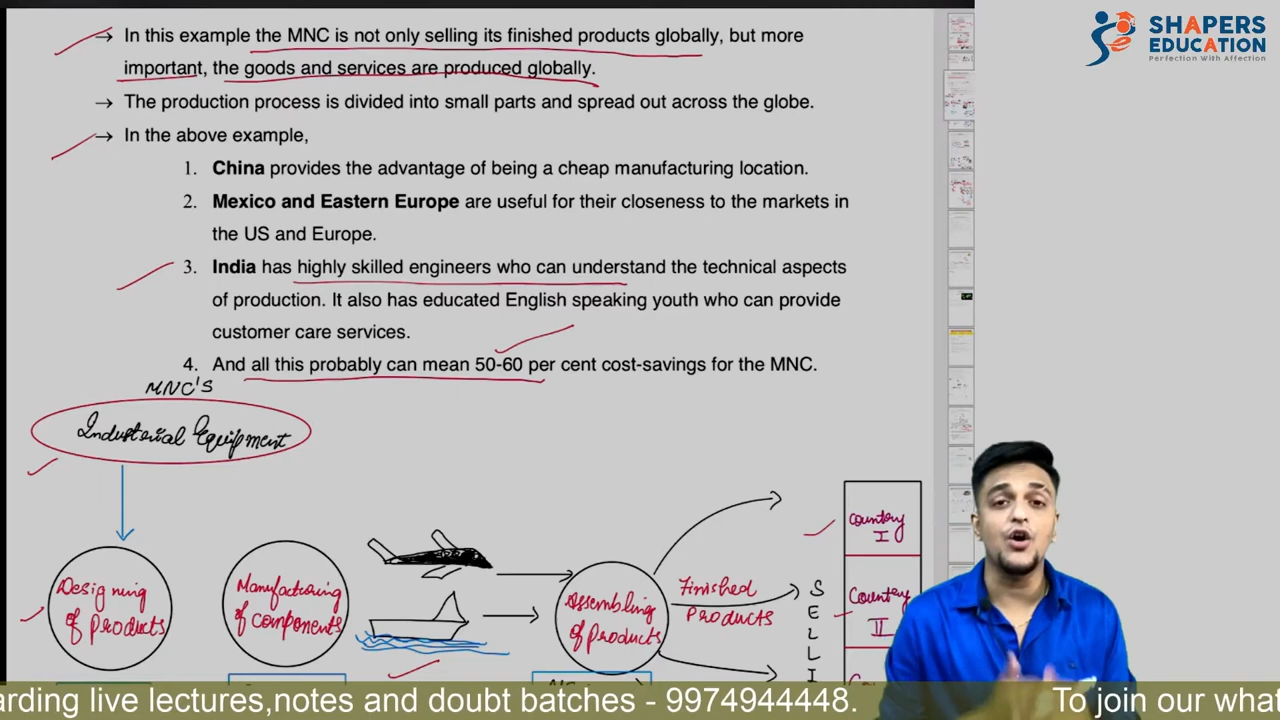 → In this example the MNC is not only selling its finished products globally, but more
important, the goods and services are produced globally.
→ The production process is divided into small parts and spread out across the globe.
→ In the above example,
1. China provides the advantage of being a cheap manufacturing location.
2. Mexico and Eastern Europe are useful for their closeness to the markets in
the US and Europe.
3. India has highly skilled engineers who can understand the technical aspects
of production. It also has educated English speaking youth who can provide
customer care services.
4. And all this probably can mean 50-60 per cent cost-savings for the MNC.
SHAPERS
EDUCATION
Perfection With Affection
MNC'S
Industerial Equipment
Designing
of products
Manufacturing
of components
Assembling
of products
Finished
PRODUCTS
S
E
L
L
I
Country
I
Country
II
arding live lectures,notes and doubt batches - 9974944448.
To join our what